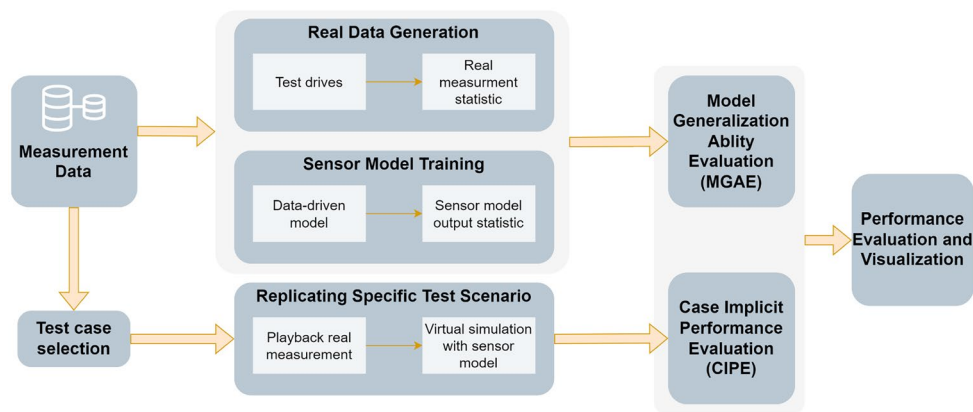 Measurement
Data
Test case
selection
Real Data Generation
Test drives
Real
measurment
statistic
Sensor Model Training
Data-driven
model
Sensor model
output statistic
Replicating Specific Test Scenario
Playback real
measurement
Virtual simulation
with sensor
model
Model
Generalization
Ablity
Evaluation
(MGAE)
Case Implicit
Performance
Evaluation
(CIPE)
Performance
Evaluation and
Visualization